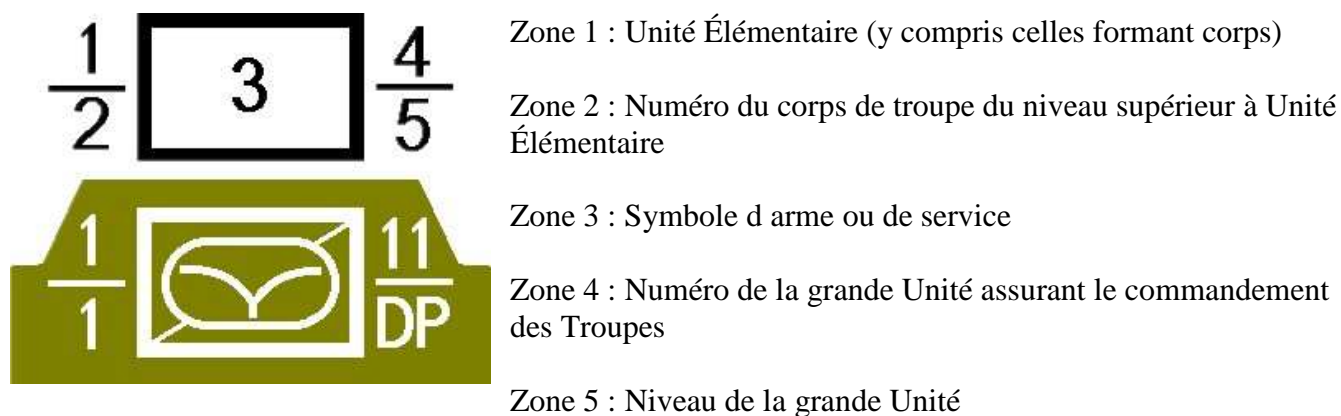 1
2
3
4
5
1
1
11
DP
Zone 1 : Unité Élémentaire (y compris celles formant corps)
Zone 2 : Numéro du corps de troupe du niveau supérieur à Unité
Élémentaire
Zone 3 : Symbole d arme ou de service
Zone 4 : Numéro de la grande Unité assurant le commandement
des Troupes
Zone 5 : Niveau de la grande Unité